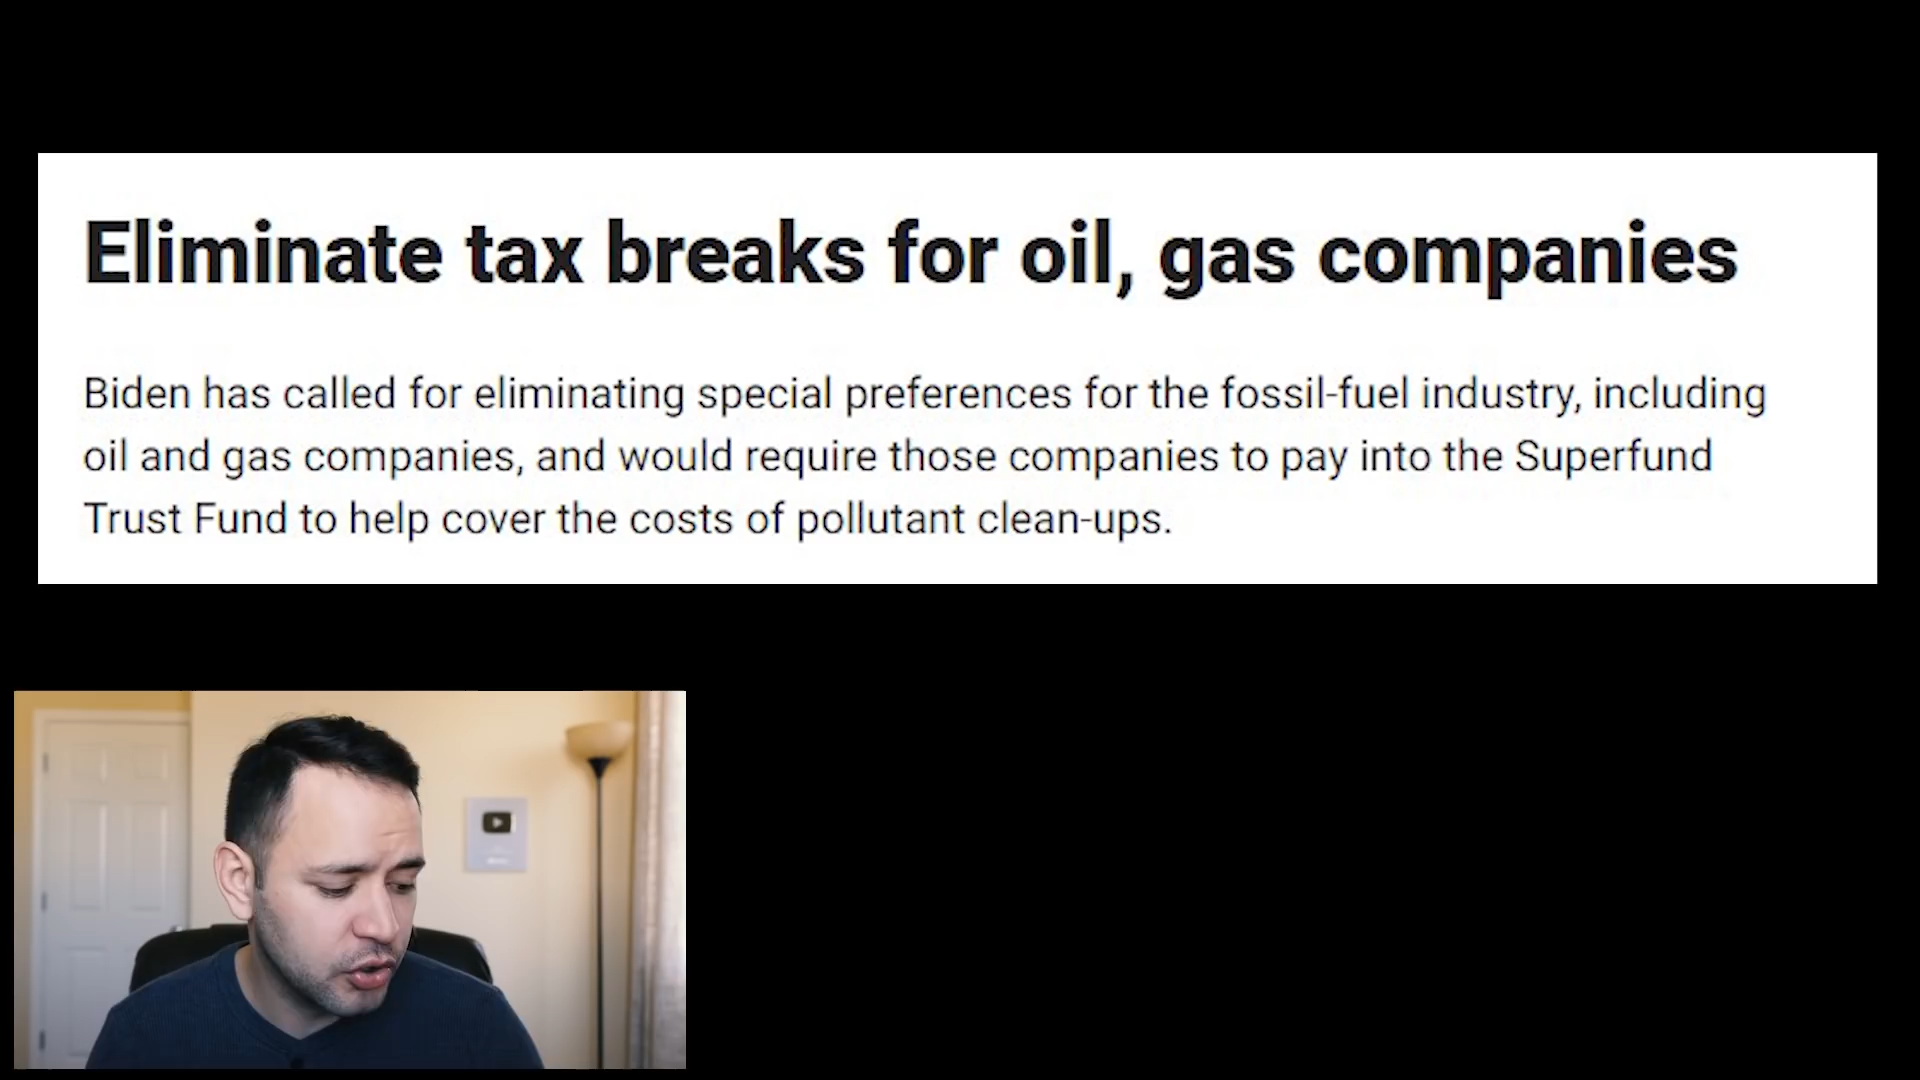 Eliminate tax breaks for oil, gas companies
Biden has called for eliminating special preferences for the fossil-fuel industry, including
oil and gas companies, and would require those companies to pay into the Superfund
Trust Fund to help cover the costs of pollutant clean-ups.